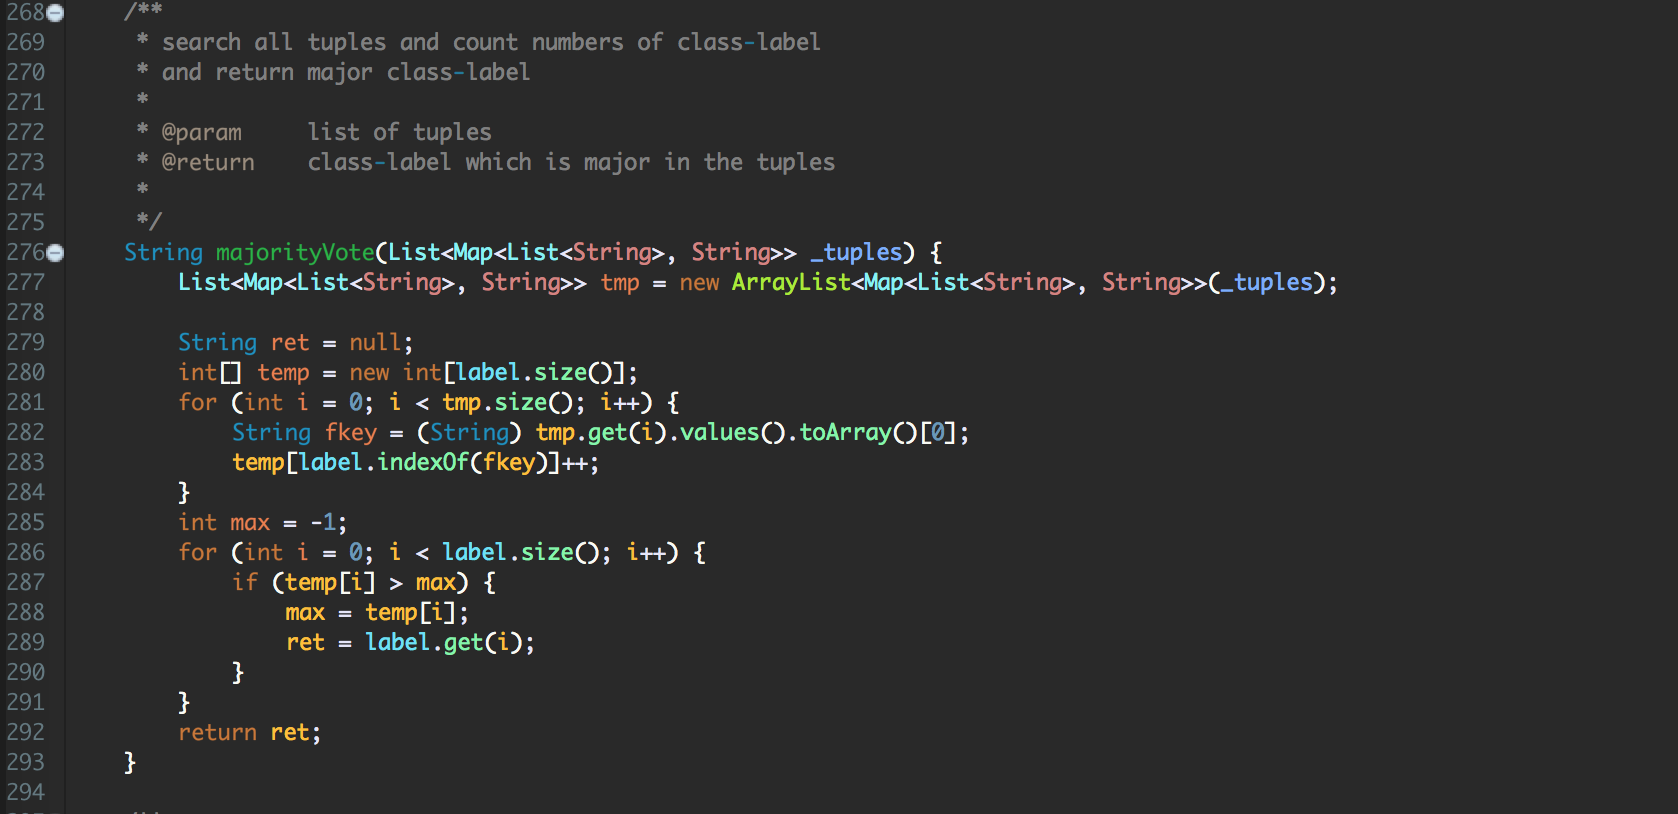 268 /**
269 * search all tuples and count numbers of class-label
270 * and return major class-label
271 *
272 * @param     list of tuples
273 * @return    class-label which is major in the tuples
274 *
275 */
276 String majorityVote(List<Map<List<String>, String>> _tuples) {
277     List<Map<List<String>, String>> tmp = new ArrayList<Map<List<String>, String>>(_tuples);
278
279     String ret = null;
280     int[] temp = new int[label.size()];
281     for (int i = 0; i < tmp.size(); i++) {
282         String fkey = (String) tmp.get(i).values().toArray()[0];
283         temp[label.indexOf(fkey)]++;
284     }
285     int max = -1;
286     for (int i = 0; i < label.size(); i++) {
287         if (temp[i] > max) {
288             max = temp[i];
289             ret = label.get(i);
290         }
291     }
292     return ret;
293 }
294